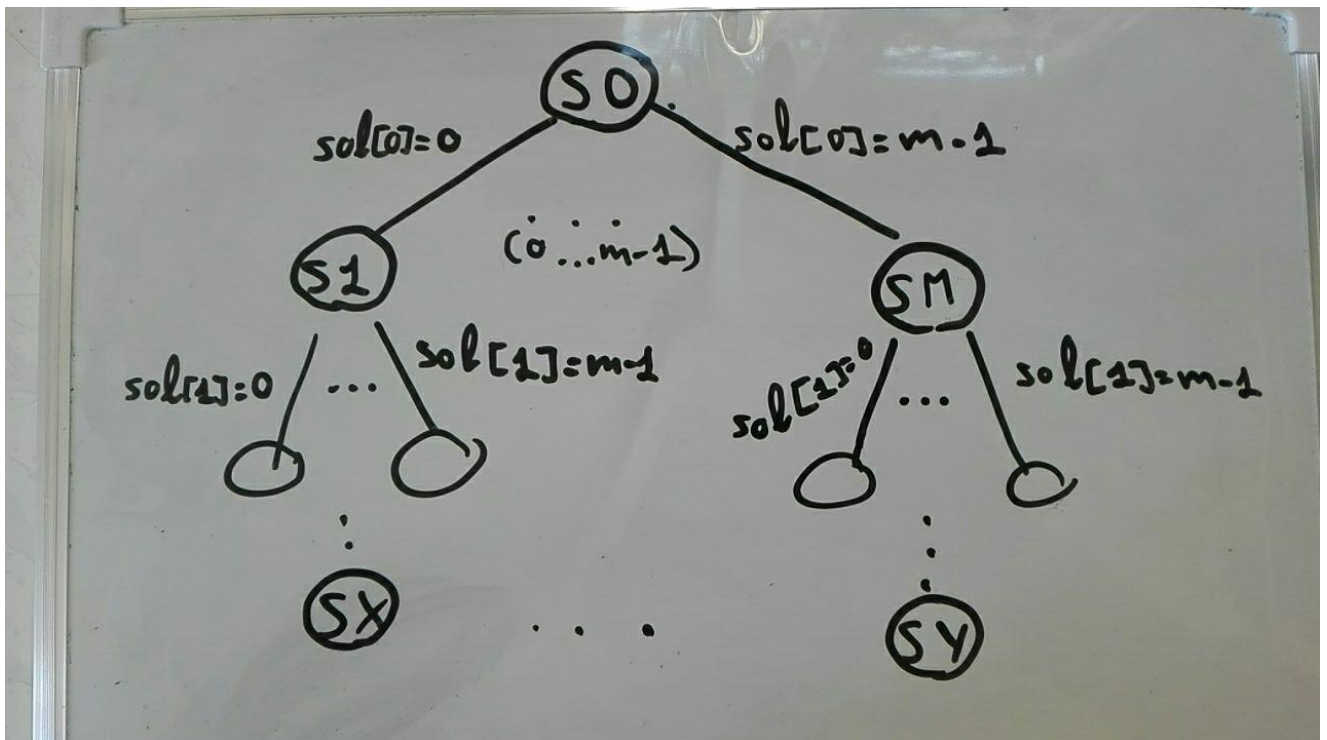 S0
sol[0]=0
sol[0]=m-1
(0...m-1)
S1
SM
sol[1]=0
...
sol[1]=m-1
sol[1]=0
...
sol[1]=m-1
SX
...
SY